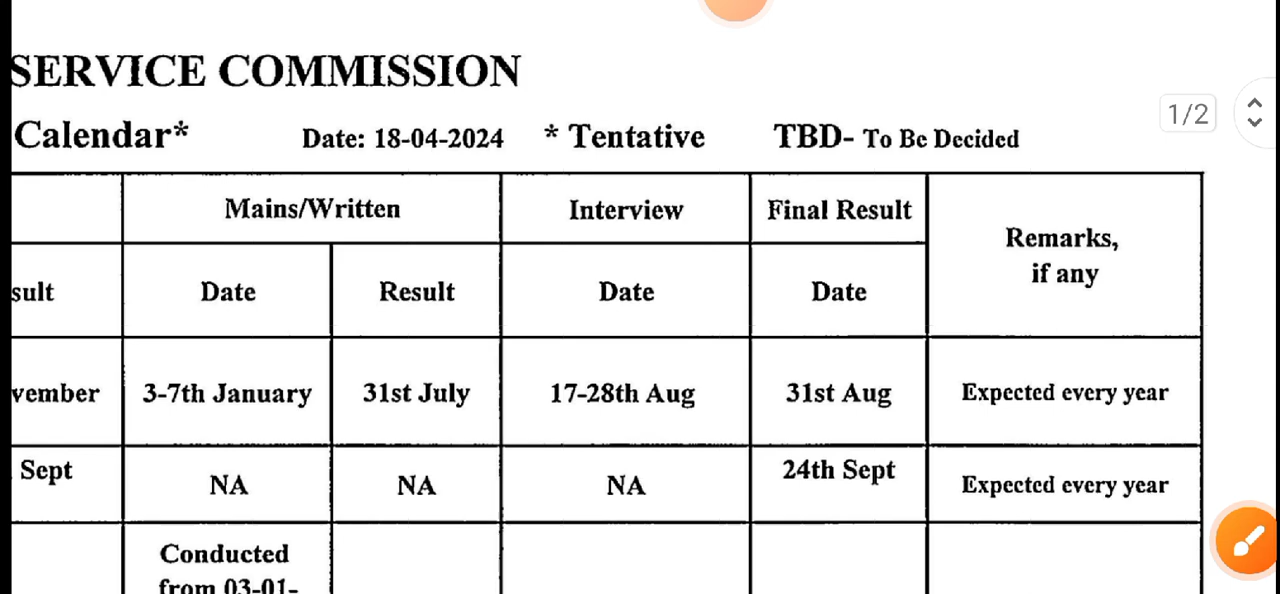 SERVICE COMMISSION
Calendar* Date: 18-04-2024 * Tentative TBD- To Be Decided
1/2
Mains/Written Interview Final Result Remarks, if any
sult Date Result Date Date
vember 3-7th January 31st July 17-28th Aug 31st Aug Expected every year
Sept NA NA NA 24th Sept Expected every year
Conducted
from 03-01-